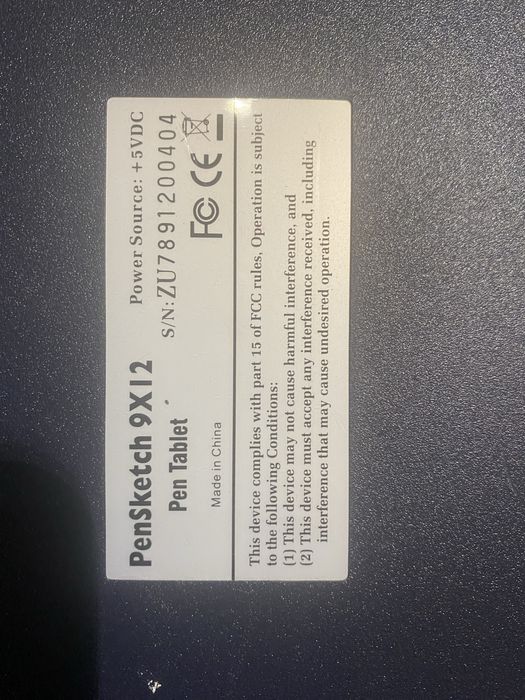 PenSketch 9X12
Power Source: +5VDC
Pen Tablet
S/N:ZU7891200404
Made in China
FC CE
This device complies with part 15 of FCC rules, Operation is subject
to the following Conditions:
(1) This device may not cause harmful interference, and
(2) This device must accept any interference received, including
interference that may cause undesired operation.